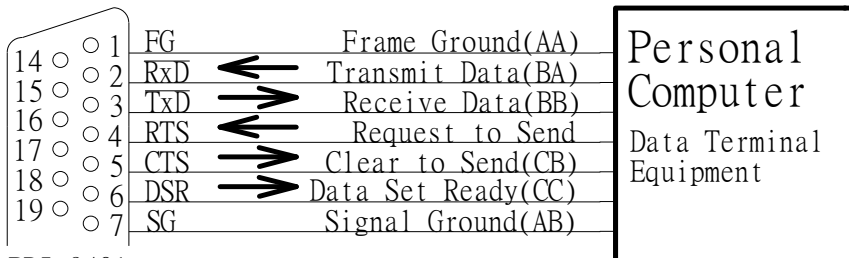 1 FG Frame Ground(AA)
14
2 RxD Transmit Data(BA)
15
3 TxD Receive Data(BB)
16
4 RTS Request to Send
17
5 CTS Clear to Send(CB)
18
6 DSR Data Set Ready(CC)
19
7 SG Signal Ground(AB)
Personal
Computer
Data Terminal
Equipment